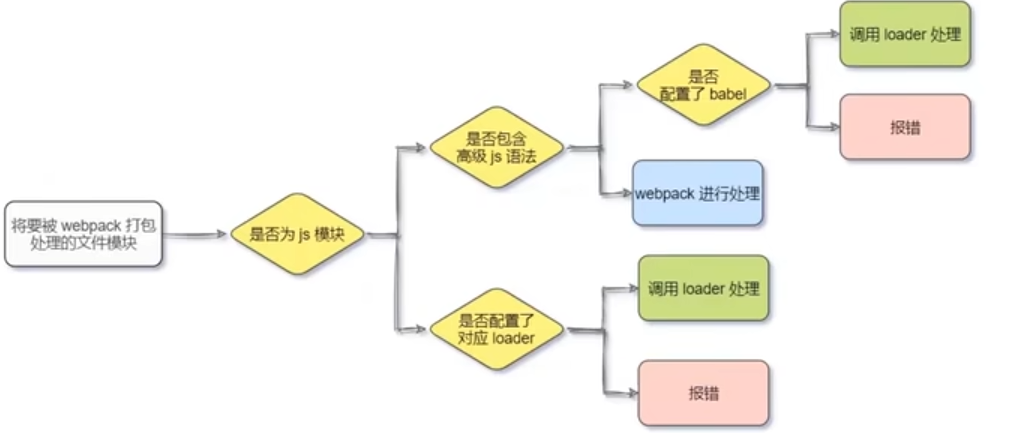 将要被 webpack 打包
处理的文件模块
是否为 js 模块
是否包含
高级 js 语法
是否
配置了 babel
调用 loader 处理
报错
webpack 进行处理
是否配置了
对应 loader
调用 loader 处理
报错